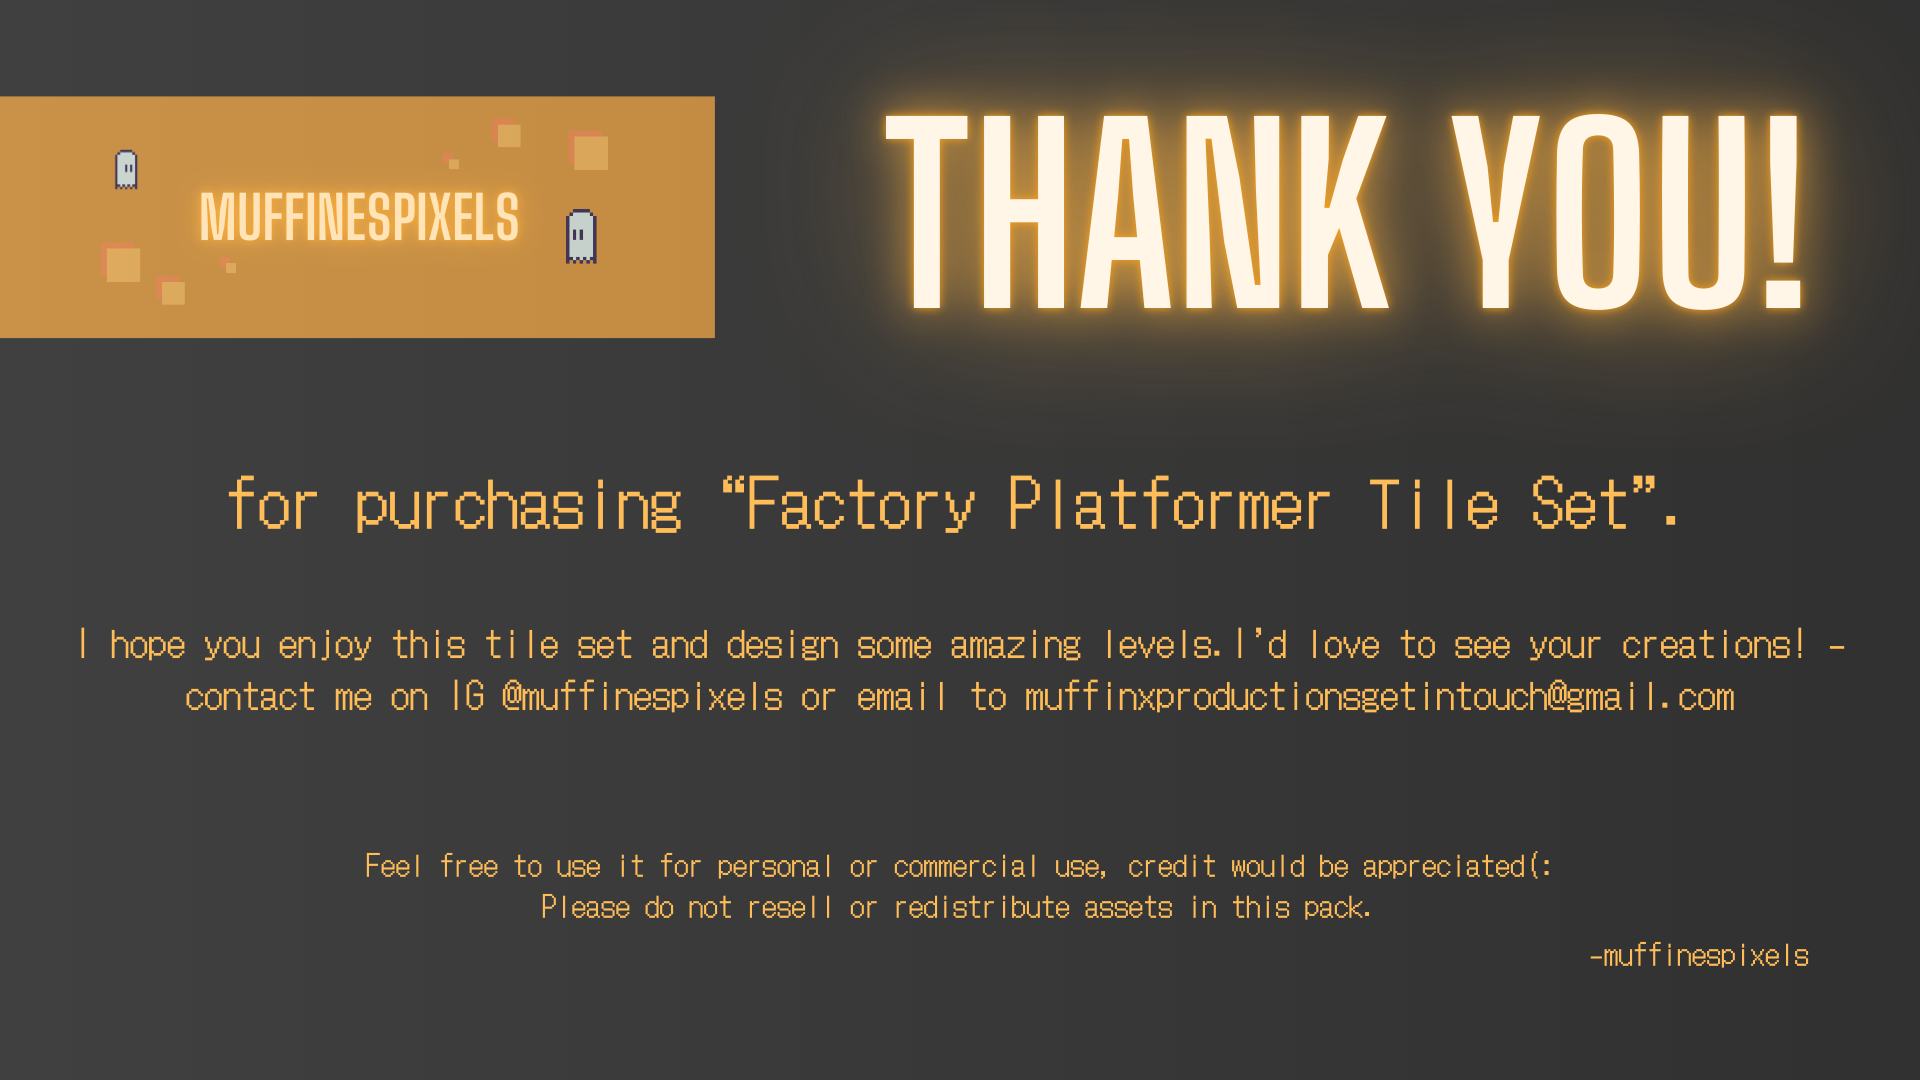 MUFFINESPIXELS
THANK YOU!
for purchasing “Factory Platformer Tile Set”.
I hope you enjoy this tile set and design some amazing levels.I’d love to see your creations! -
contact me on IG @muffinespixels or email to muffinxproductionsgetintouch@gmail.com
Feel free to use it for personal or commercial use, credit would be appreciated(:
Please do not resell or redistribute assets in this pack.
-muffinespixels